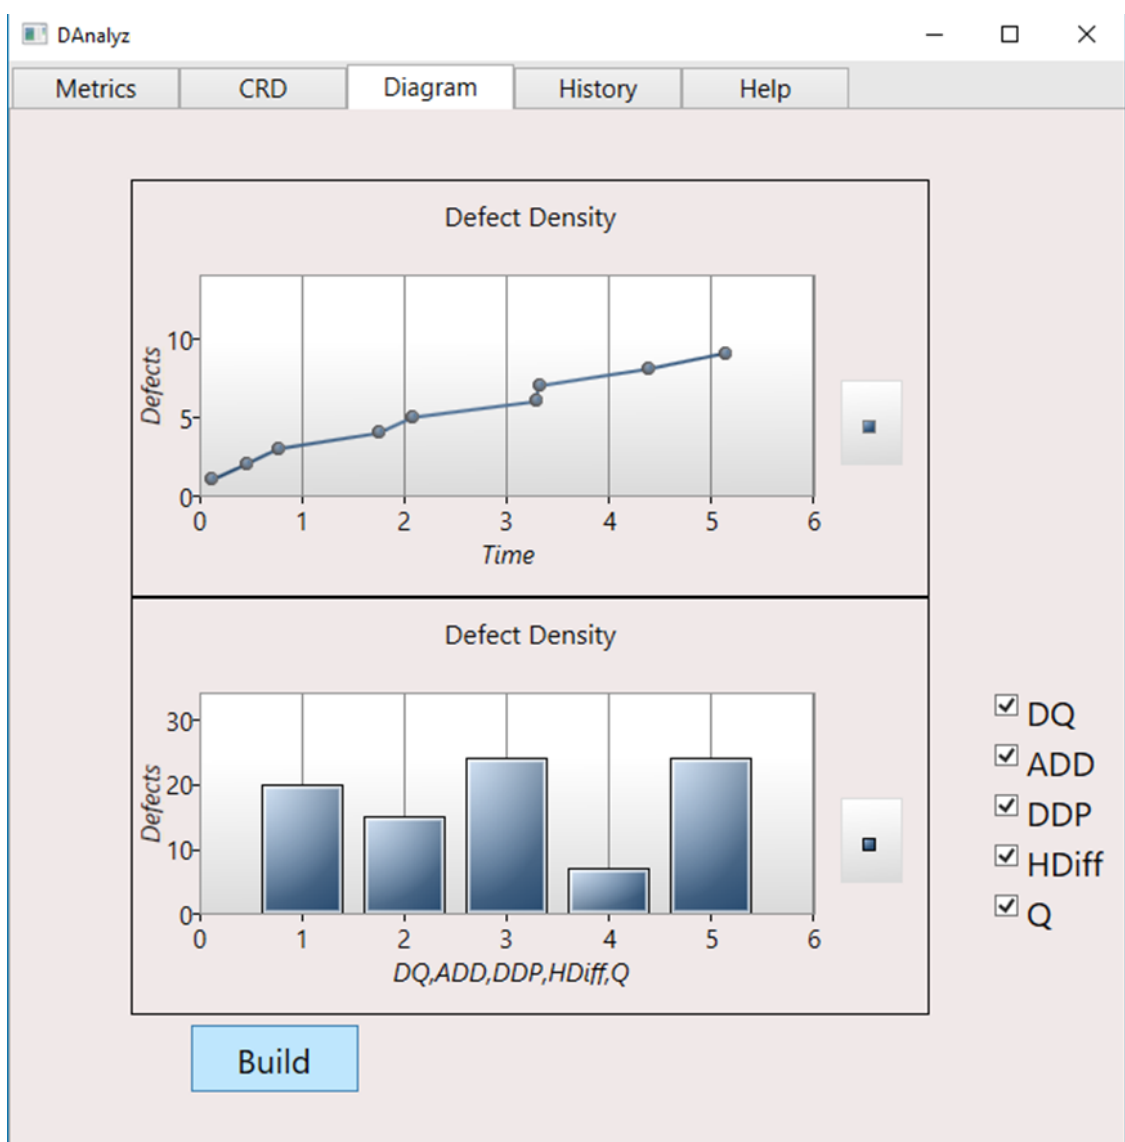 DAnalyz
Metrics CRD Diagram History Help
Defect Density
Defects
10
5
0
0 1 2 3 4 5 6
Time
Defect Density
Defects
30
20
10
0
0 1 2 3 4 5 6
DQ,ADD,DDP,HDiff,Q
DQ
ADD
DDP
HDiff
Q
Build